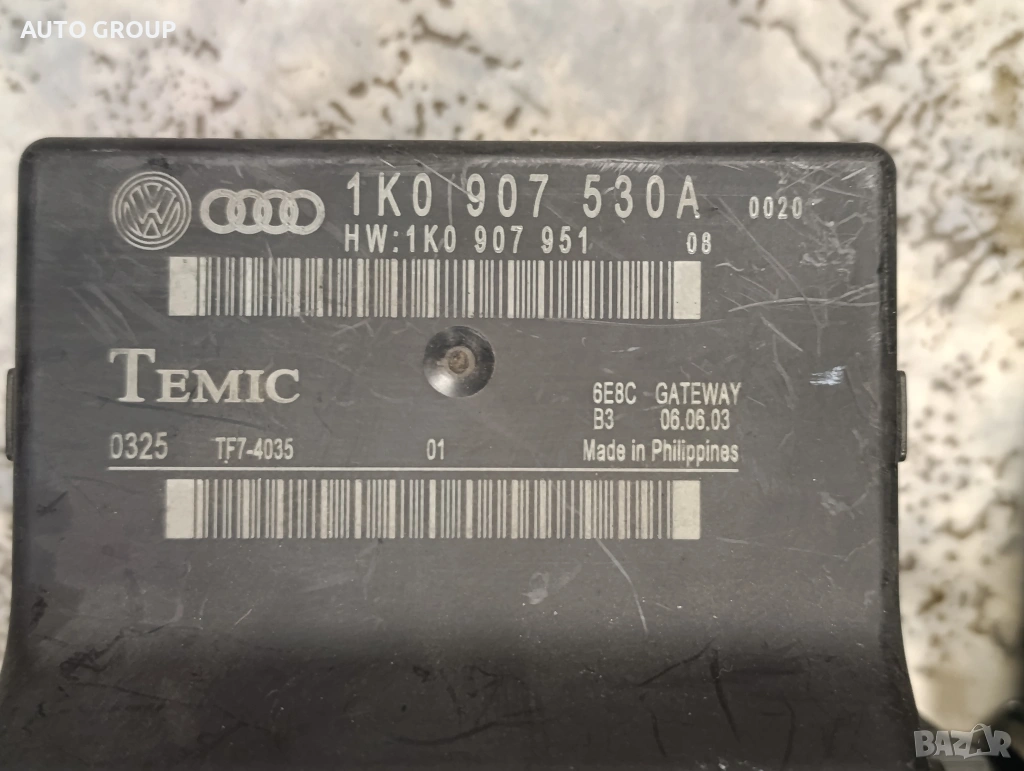 AUTO GROUP
1K0 907 530A 0020
HW:1K0 907 951 08
TEMIC
6E8C GATEWAY
B3 06.06.03
0325 TF7-4035 01 Made in Philippines
BAZAR